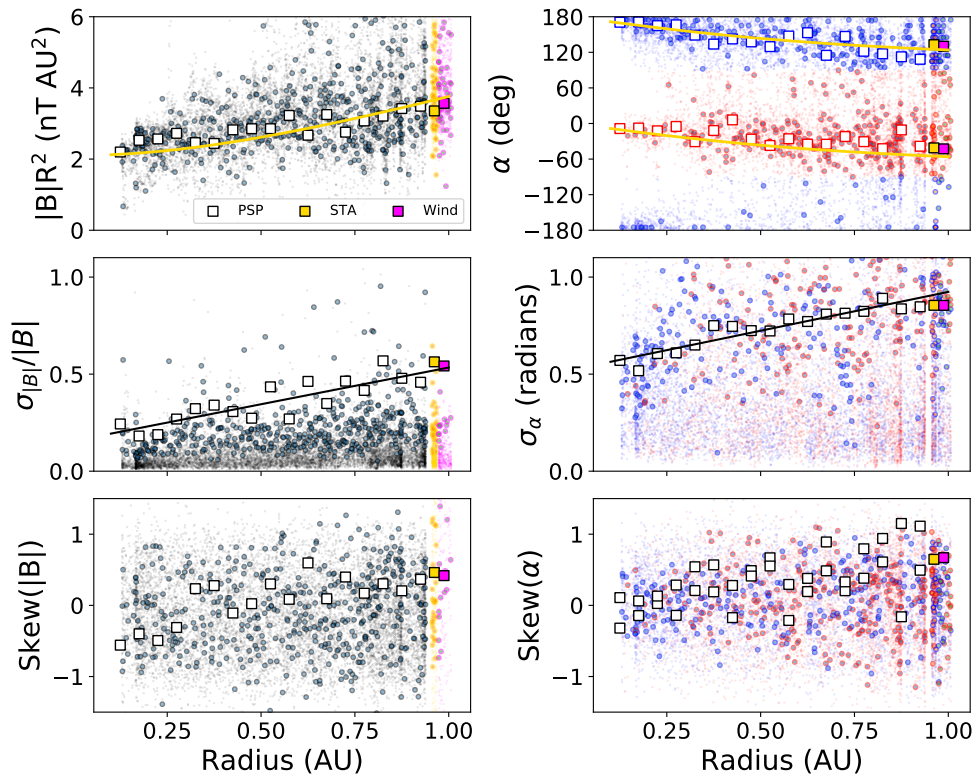 |B|R² (nT AU²)
6
4
2
0
PSP STA Wind
α (deg)
180
120
60
0
−60
−120
−180
σ|B|/|B|
1.0
0.5
0.0
σα (radians)
1.0
0.5
0.0
Skew(|B|)
1
0
−1
0.25 0.50 0.75 1.00
Radius (AU)
Skew(α)
1
0
−1
0.25 0.50 0.75 1.00
Radius (AU)